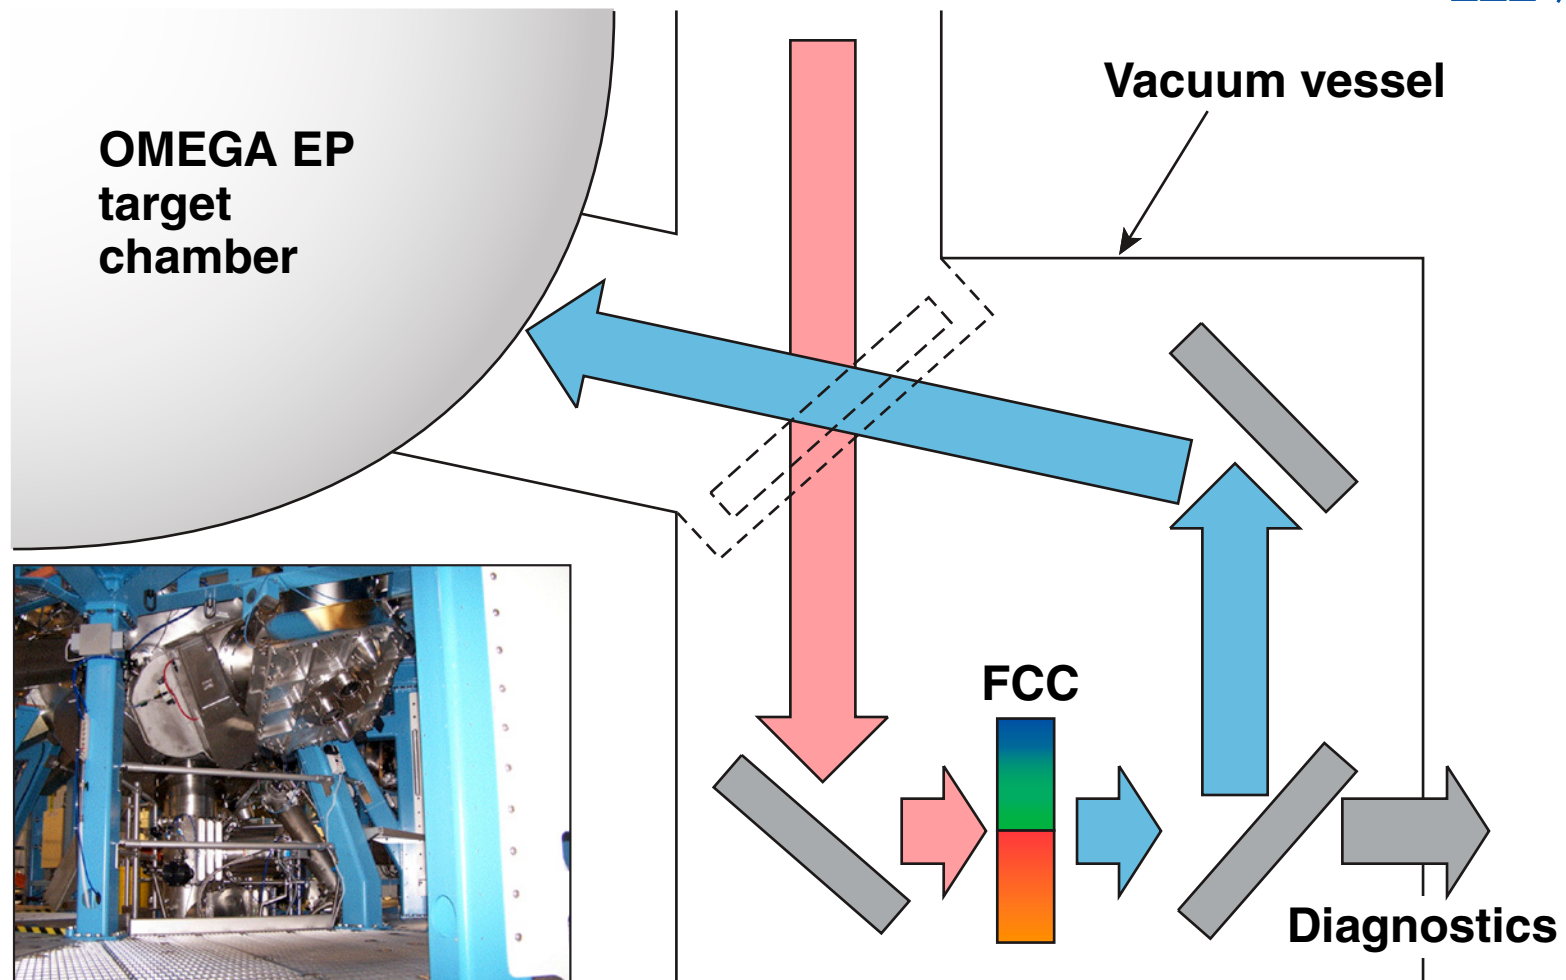 OMEGA EP
target
chamber
Vacuum vessel
FCC
Diagnostics